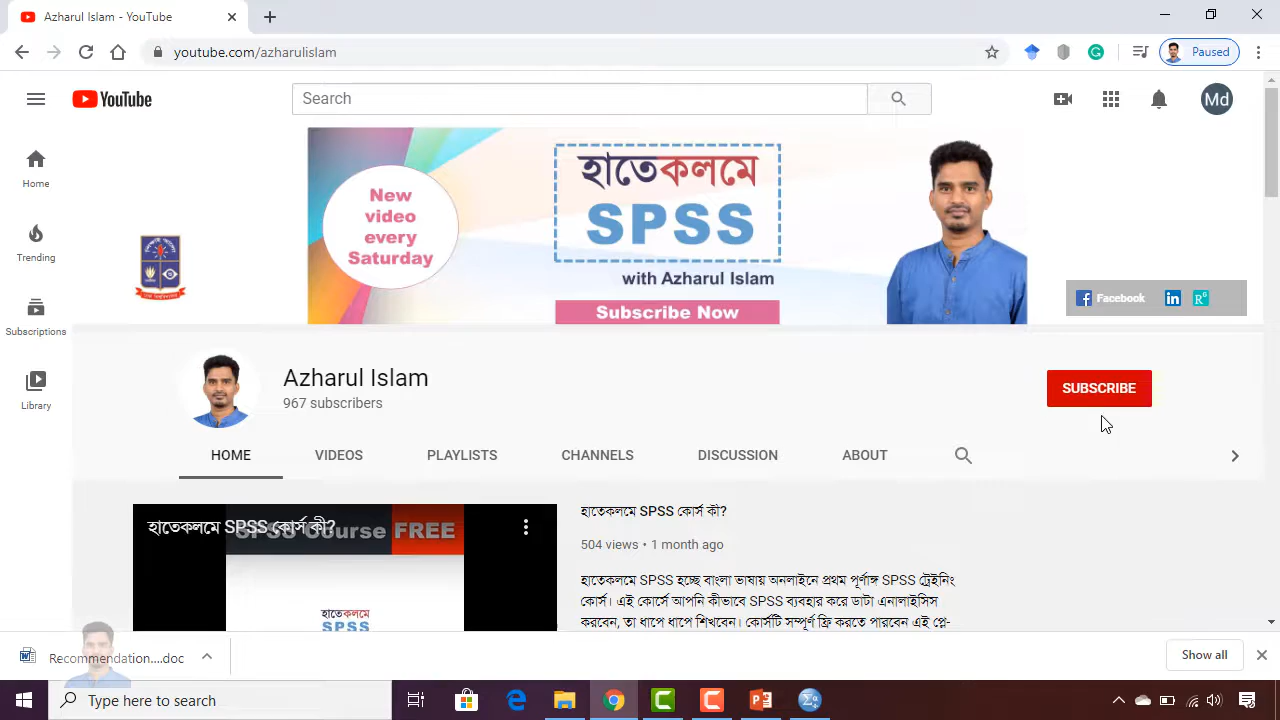 Azharul Islam - YouTube
youtube.com/azharulislam
Paused
YouTube
Search
Md
Home
Trending
Subscriptions
Library
New
video
every
Saturday
হাতেকলমে
SPSS
with Azharul Islam
Subscribe Now
Facebook
Azharul Islam
967 subscribers
SUBSCRIBE
HOME
VIDEOS
PLAYLISTS
CHANNELS
DISCUSSION
ABOUT
হাতেকলমে SPSS কোর্স কী?
SPSS Course FREE
হাতেকলমে
SPSS
হাতেকলমে SPSS কোর্স কী?
504 views • 1 month ago
হাতেকলমে SPSS হচ্ছে বাংলা ভাষায় অনলাইনে প্রথম পূর্ণাঙ্গ SPSS ট্রেইনিং
কোর্স। এই কোর্সে আপনি কীভাবে SPSS ব্যবহার করে ডাটা এনালাইসিস
করবেন, তা ধাপে ধাপে শিখবেন। কোর্সটি সম্পূর্ণ ফ্রি করতে পারবেন এই প্লে-
Recommendation....doc
Show all
Type here to search